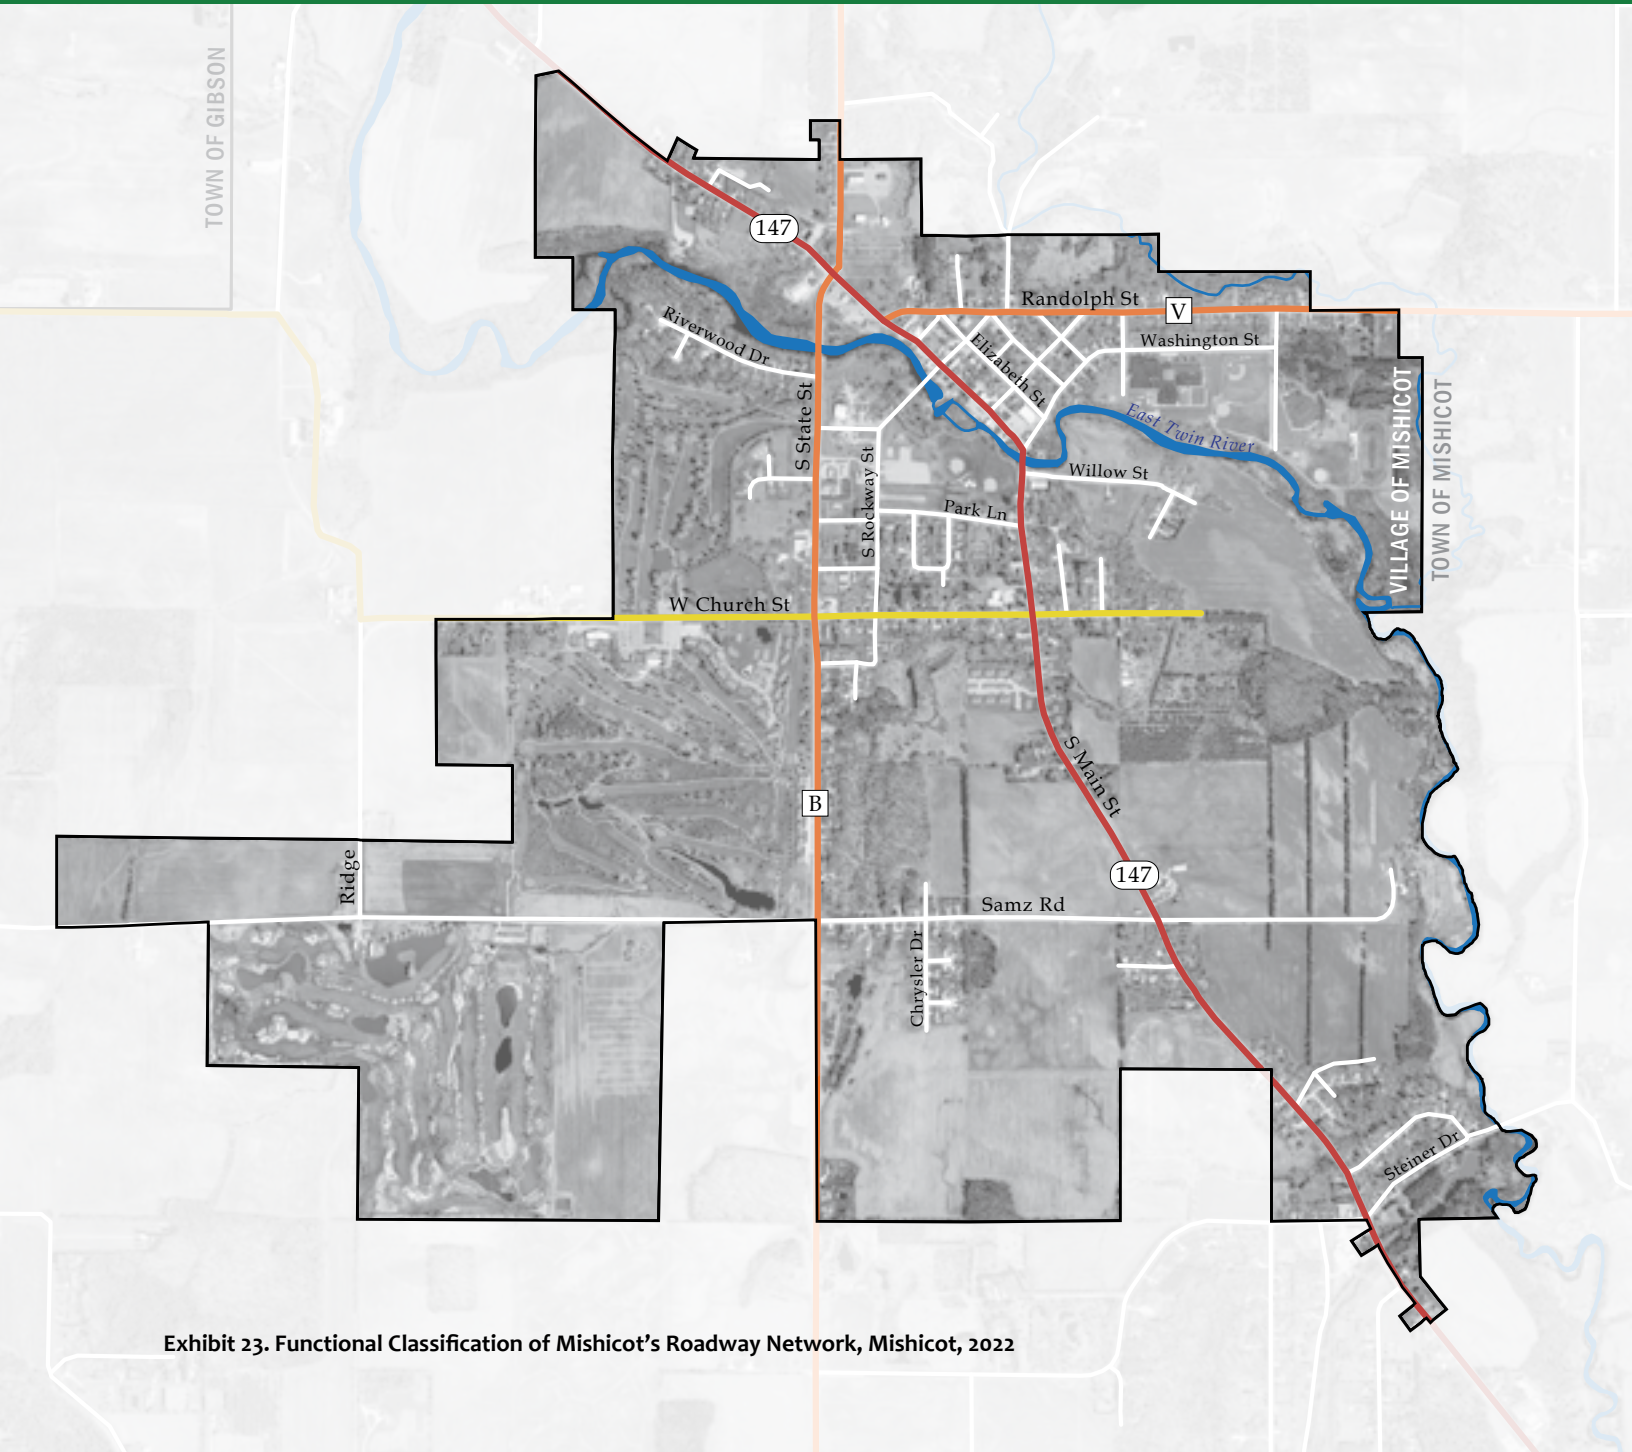 TOWN OF GIBSON
147
Randolph St
V
Riverwood Dr
Elizabeth St
Washington St
S State St
East Twin River
VILLAGE OF MISHICOT
TOWN OF MISHICOT
S Rockway St
Willow St
Park Ln
W Church St
S Main St
B
Ridge
147
Samz Rd
Chrysler Dr
Steiner Dr
Exhibit 23. Functional Classification of Mishicot’s Roadway Network, Mishicot, 2022